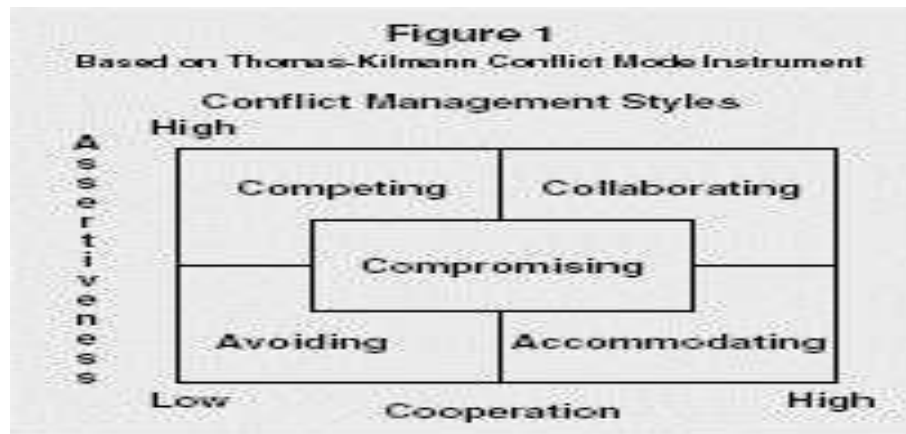 Figure 1
Based on Thomas-Kilmann Conflict Mode Instrument
Conflict Management Styles
High
Assertiveness
Competing
Collaborating
Compromising
Avoiding
Accommodating
Low
Cooperation
High